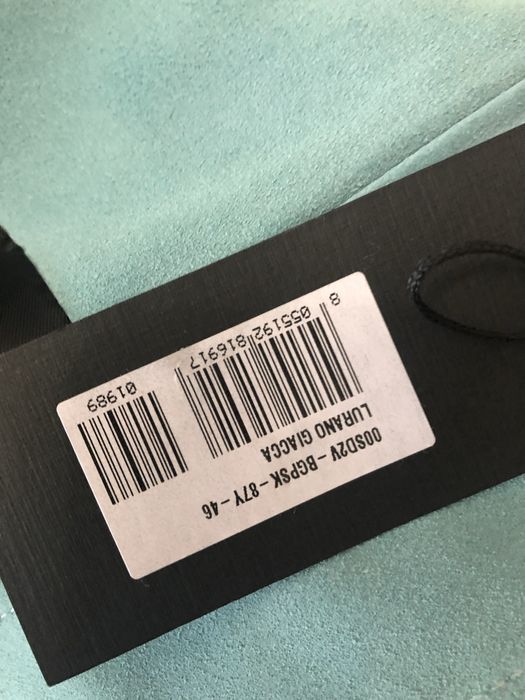 LURANO GIACCA
00SD2V - BGPSK - 87Y - 46
8 055192 816917
01989